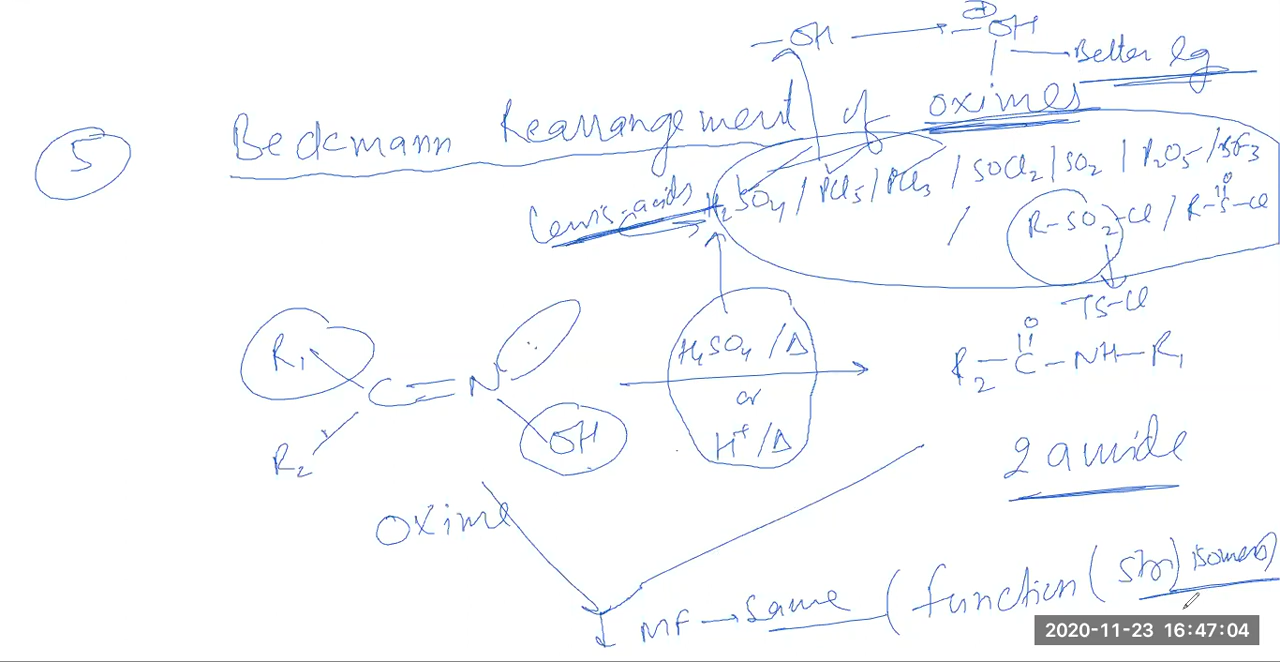 -OH → -OH ⊕
Better lg
5
Beckmann Rearrangement of oximes
Lewis-acids H₂SO₄ / PCl₅ / PCl₃ / SOCl₂ / SO₂ / P₂O₅ / BF₃
/ R-SO₂-Cl / R-S-Cl
O
TS-Cl
R₁
C=N
R₂
OH
H₂SO₄/Δ
or
H⁺/Δ
O
R₂-C-NH-R₁
2 amide
Oxime
MF → Same (function (str) isomers)
2020-11-23 16:47:04